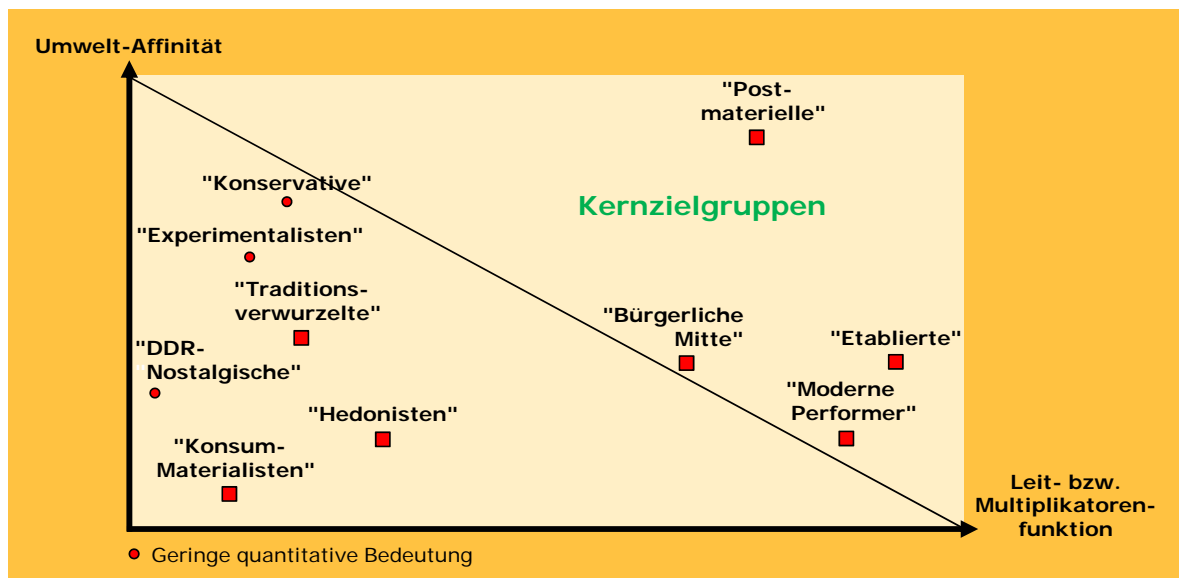 Umwelt-Affinität
"Post-
materielle"
"Konservative"
Kernzielgruppen
"Experimentalisten"
"Traditions-
verwurzelte"
"Bürgerliche
Mitte"
"Etablierte"
"DDR-
"Nostalgische"
"Moderne
Performer"
"Hedonisten"
"Konsum-
Materialisten"
Leit- bzw.
Multiplikatoren-
funktion
Geringe quantitative Bedeutung